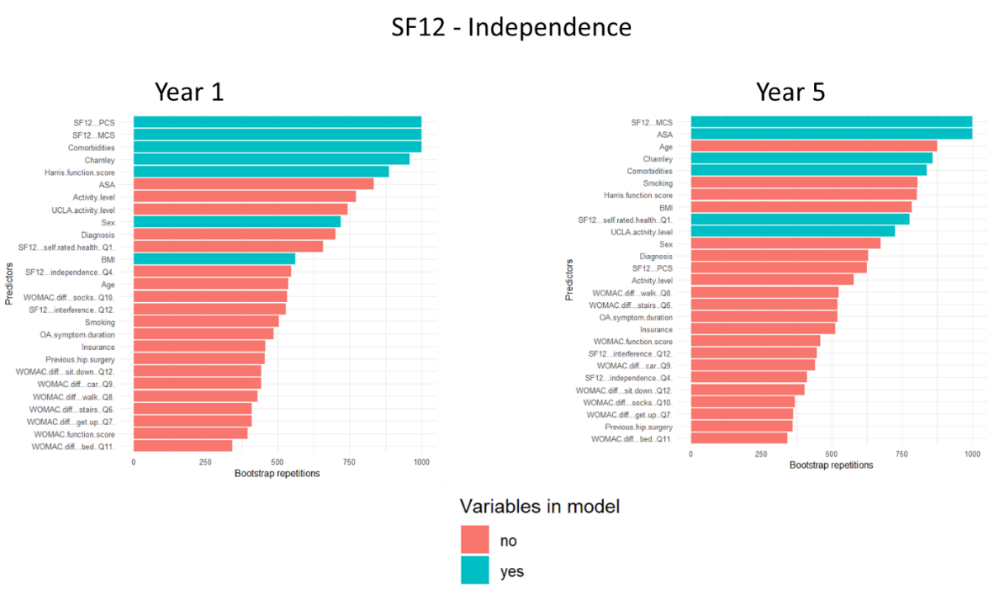 SF12 - Independence
Year 1
SF12...PCS
SF12...MCS
Comorbidities
Charnley
Harris.function.score
ASA
Activity.level
UCLA.activity.level
Sex
Diagnosis
SF12...self.rated.health..Q1.
BMI
SF12...independence..Q4.
Age
WOMAC.diff...socks..Q10.
SF12...interference..Q12.
Smoking
OA.symptom.duration
Insurance
Previous.hip.surgery
WOMAC.diff...sit.down..Q12.
WOMAC.diff...car..Q9.
WOMAC.diff...walk..Q8.
WOMAC.diff...stairs..Q6.
WOMAC.diff...get.up..Q7.
WOMAC.function.score
WOMAC.diff...bed..Q11.
Predictors
0 250 500 750 1000
Bootstrap repetitions
Year 5
SF12...MCS
ASA
Age
Charnley
Comorbidities
Smoking
Harris.function.score
BMI
SF12...self.rated.health..Q1.
UCLA.activity.level
Sex
Diagnosis
SF12...PCS
Activity.level
WOMAC.diff...walk..Q8.
WOMAC.diff...stairs..Q6.
OA.symptom.duration
Insurance
WOMAC.function.score
SF12...interference..Q12.
WOMAC.diff...car..Q9.
SF12...independence..Q4.
WOMAC.diff...sit.down..Q12.
WOMAC.diff...socks..Q10.
WOMAC.diff...get.up..Q7.
Previous.hip.surgery
WOMAC.diff...bed..Q11.
Predictors
0 250 500 750 1000
Bootstrap repetitions
Variables in model
no
yes